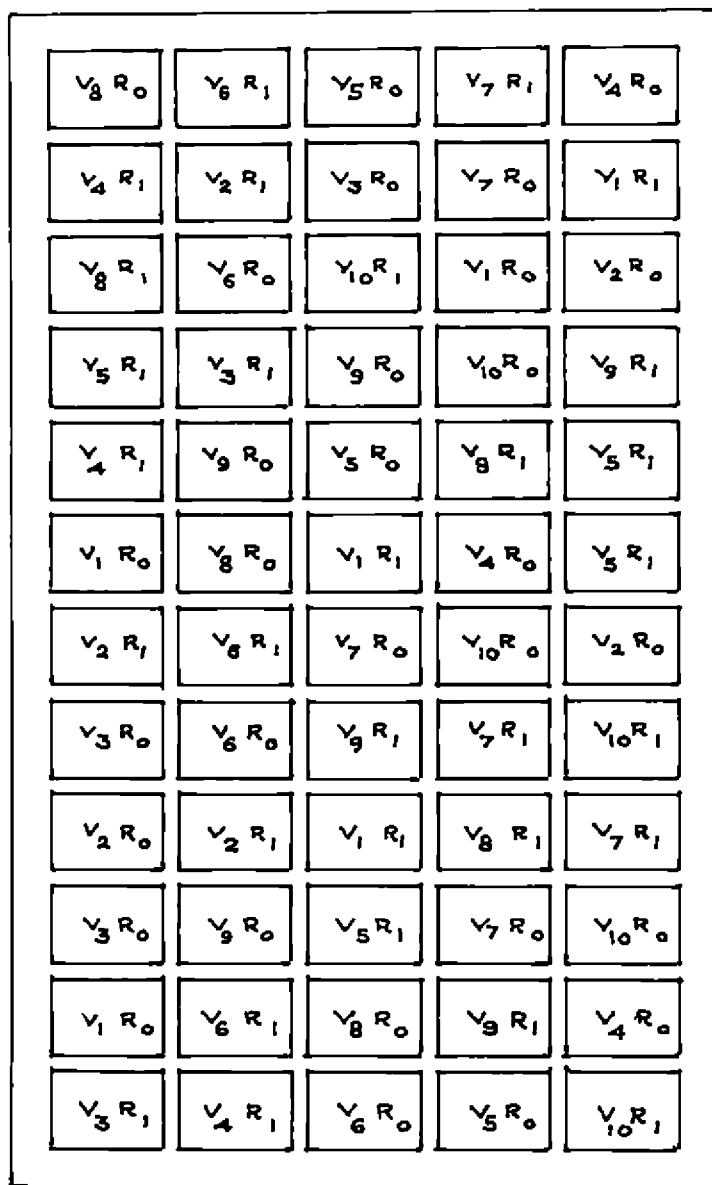 V8 R0 V6 R1 V5 R0 V7 R1 V4 R0
V4 R1 V2 R1 V3 R0 V7 R0 V1 R1
V8 R1 V6 R0 V10 R1 V1 R0 V2 R0
V5 R1 V3 R1 V9 R0 V10 R0 V9 R1
V4 R1 V9 R0 V5 R0 V8 R1 V5 R1
V1 R0 V8 R0 V1 R1 V4 R0 V3 R1
V2 R1 V6 R1 V7 R0 V10 R0 V2 R0
V3 R0 V6 R0 V9 R1 V7 R1 V10 R1
V2 R0 V2 R1 V1 R1 V8 R1 V7 R1
V3 R0 V9 R0 V5 R1 V7 R0 V10 R0
V1 R0 V6 R1 V8 R0 V9 R1 V4 R0
V3 R1 V4 R1 V6 R0 V5 R0 V10 R1